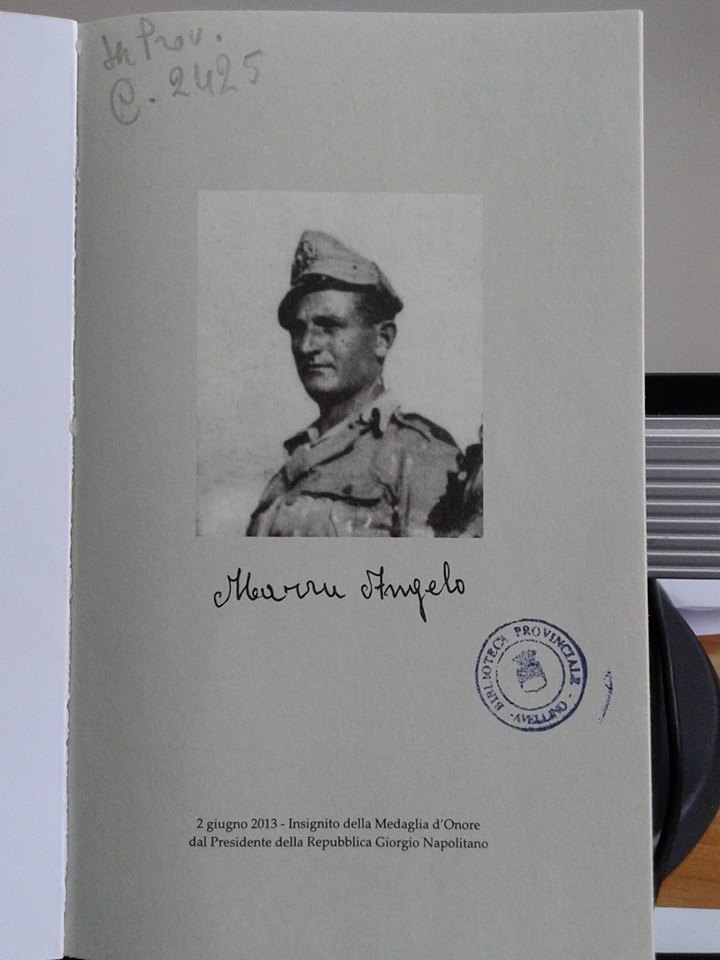 In Prov.
C. 2425
Marru Angelo
BIBLIOTECA PROVINCIALE
- AVELLINO -
2 giugno 2013 - Insignito della Medaglia d'Onore
dal Presidente della Repubblica Giorgio Napolitano